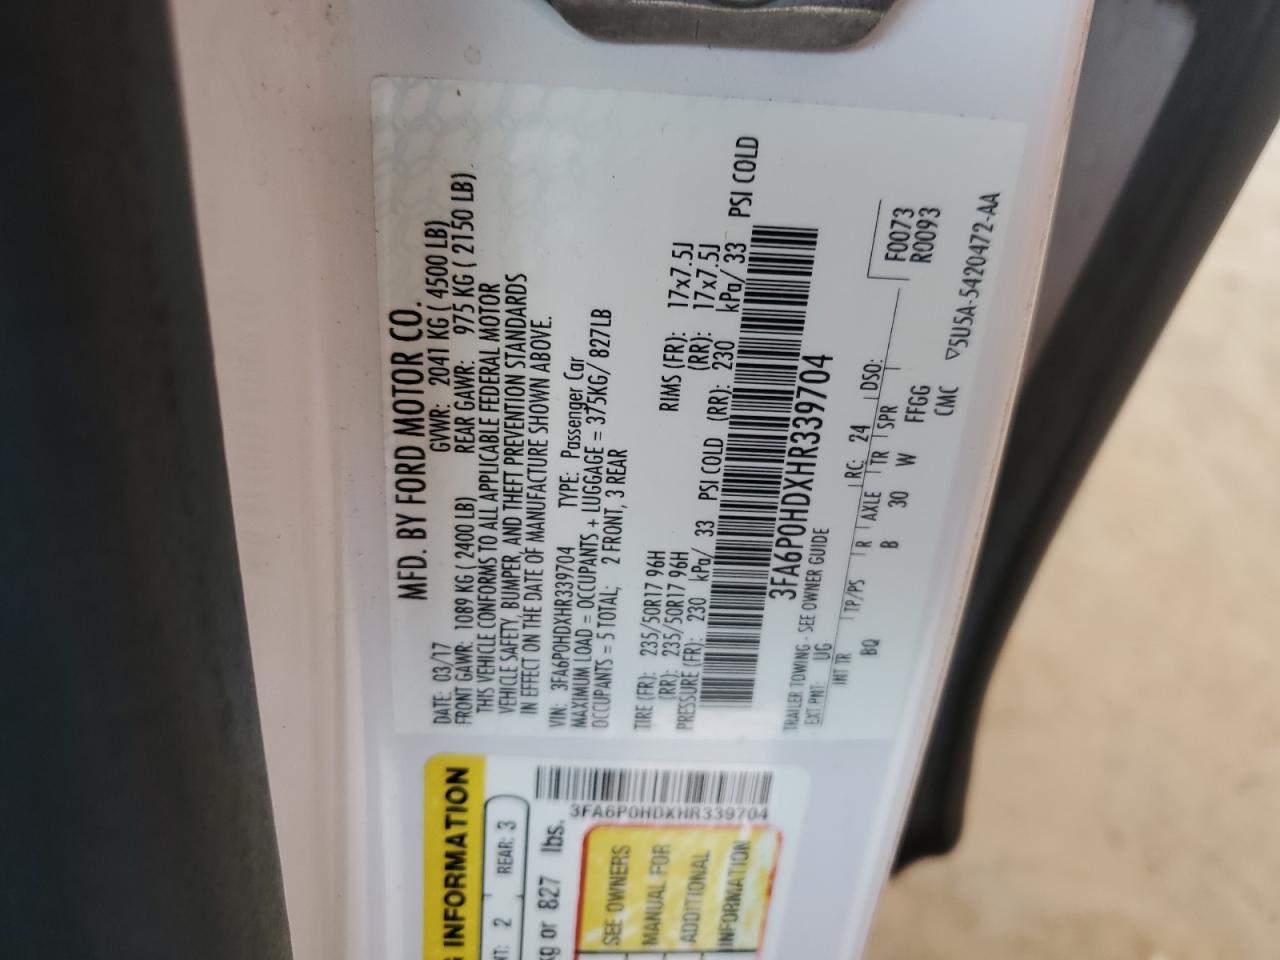 MFD. BY FORD MOTOR CO.
DATE: 03/17 GVWR: 2041 KG ( 4500 LB)
FRONT GAWR: 1089 KG ( 2400 LB) REAR GAWR: 975 KG ( 2150 LB)
THIS VEHICLE CONFORMS TO ALL APPLICABLE FEDERAL MOTOR
VEHICLE SAFETY, BUMPER, AND THEFT PREVENTION STANDARDS
IN EFFECT ON THE DATE OF MANUFACTURE SHOWN ABOVE.
VIN: 3FA6P0HDXHR339704 TYPE: Passenger Car
MAXIMUM LOAD = OCCUPANTS + LUGGAGE = 375KG/ 827LB
OCCUPANTS = 5 TOTAL; 2 FRONT, 3 REAR
TIRE (FR): 235/50R17 96H RIMS (FR): 17x7.5J
(RR): 235/50R17 96H (RR): 17x7.5J
PRESSURE (FR): 230 kPa/ 33 PSI COLD (RR): 230 kPa/ 33 PSI COLD
3FA6P0HDXHR339704
TRAILER TOWING - SEE OWNER GUIDE
EXT PNT: UG RC: 24 DSO: F0073
R0093
INT TR TP/PS R AXLE TR SPR
BQ B 30 W FFGG
CMC ▽5U5A-5420472-AA
G INFORMATION
NT: 2 REAR: 3
kg or 827 lbs.
3FA6P0HDXHR339704
SEE OWNERS
MANUAL FOR
ADDITIONAL
INFORMATION